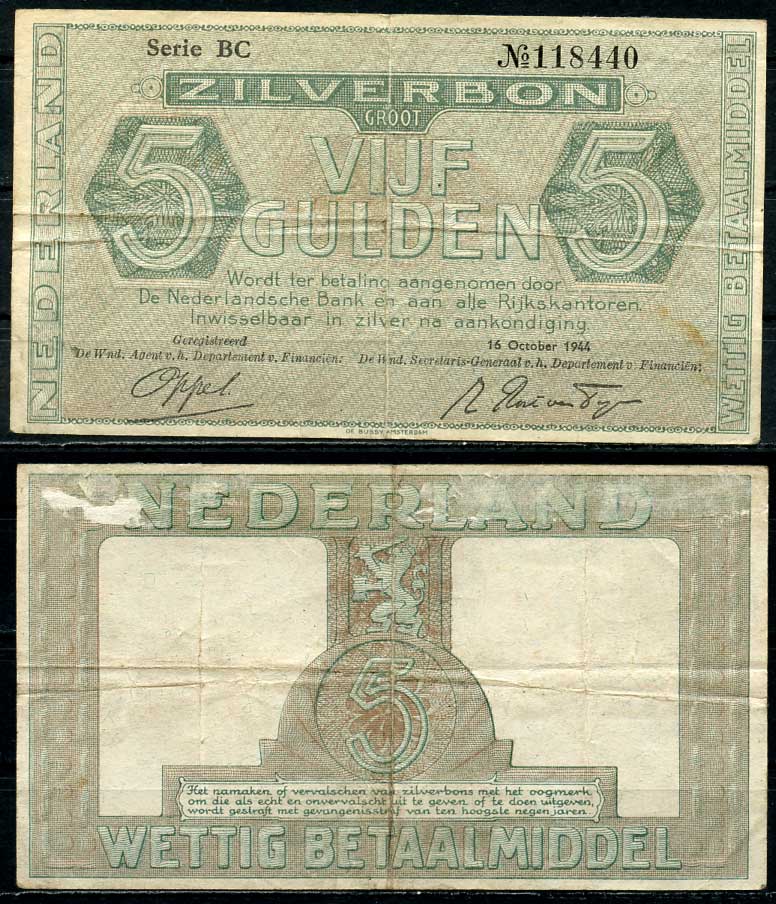 Serie BC
№118440
ZILVERBON
GROOT
5
VIJF
GULDEN
5
NEDERLAND
WETTIG BETAALMIDDEL
Wordt ter betaling aangenomen door
De Nederlandsche Bank en aan alle Rijkskantoren.
Inwisselbaar in zilver na aankondiging.
Geregistreerd
16 October 1944
De Wnd. Agent v. h. Departement v. Financiën:
De Wnd. Secretaris-Generaal v. h. Departement v Financiën:
Oppel.
DE BUSSY AMSTERDAM
NEDERLAND
5
Het namaken of vervalschen van zilverbons met het oogmerk
om die als echt en onvervalscht uit te geven of te doen uitgeven,
wordt gestraft met gevangenisstraf van ten hoogste negen jaren
WETTIG BETAALMIDDEL